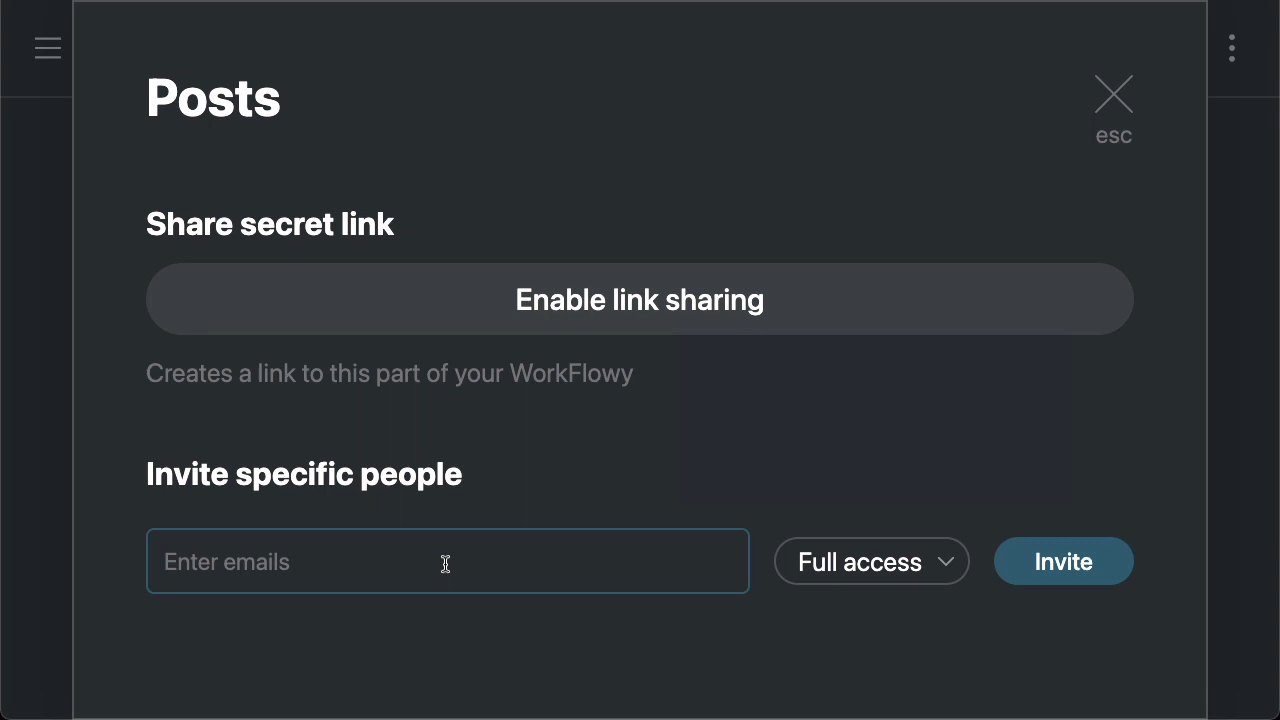 Posts
esc
Share secret link
Enable link sharing
Creates a link to this part of your WorkFlowy
Invite specific people
Enter emails
Full access
Invite